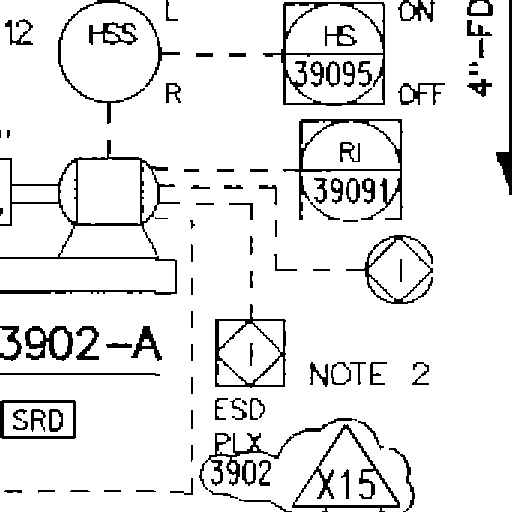 12
HSS
L
R
HS
39095
ON
OFF
4"-FD
"
RI
39091
I
3902-A
I
NOTE 2
SRD
ESD
PLX
3902
X15